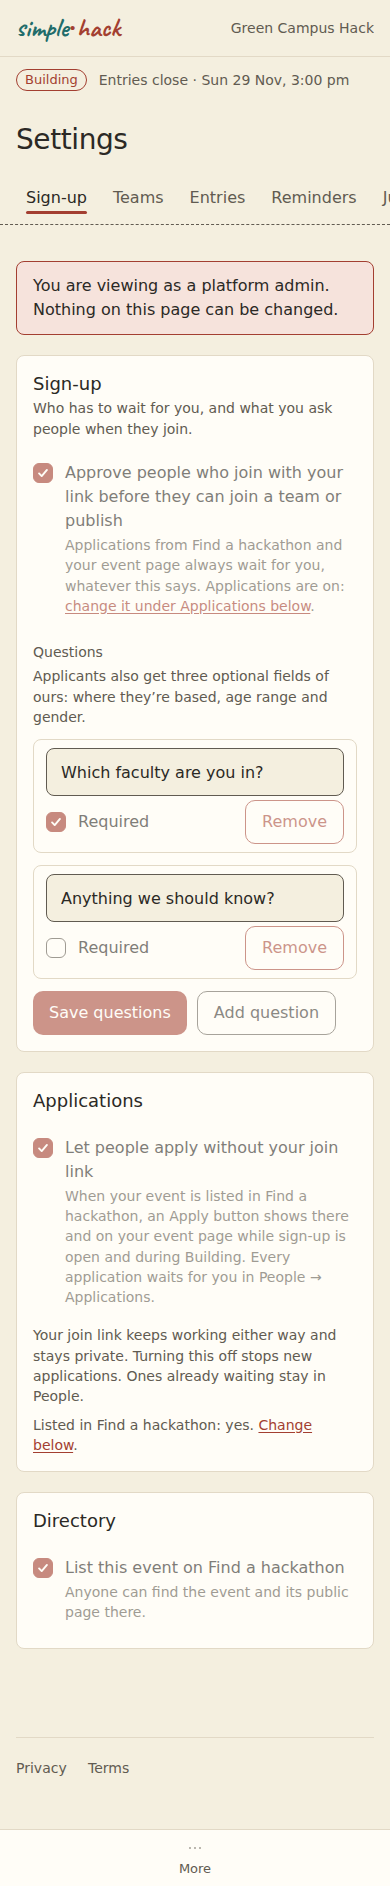 simple·hack
Green Campus Hack
Building
Entries close · Sun 29 Nov, 3:00 pm
Settings
Sign-up
Teams
Entries
Reminders
You are viewing as a platform admin.
Nothing on this page can be changed.
Sign-up
Who has to wait for you, and what you ask
people when they join.
Approve people who join with your
link before they can join a team or
publish
Applications from Find a hackathon and
your event page always wait for you,
whatever this says. Applications are on:
change it under Applications below.
Questions
Applicants also get three optional fields of
ours: where they’re based, age range and
gender.
Which faculty are you in?
Required
Remove
Anything we should know?
Required
Remove
Save questions
Add question
Applications
Let people apply without your join
link
When your event is listed in Find a
hackathon, an Apply button shows there
and on your event page while sign-up is
open and during Building. Every
application waits for you in People →
Applications.
Your join link keeps working either way and
stays private. Turning this off stops new
applications. Ones already waiting stay in
People.
Listed in Find a hackathon: yes. Change
below.
Directory
List this event on Find a hackathon
Anyone can find the event and its public
page there.
Privacy
Terms
...
More